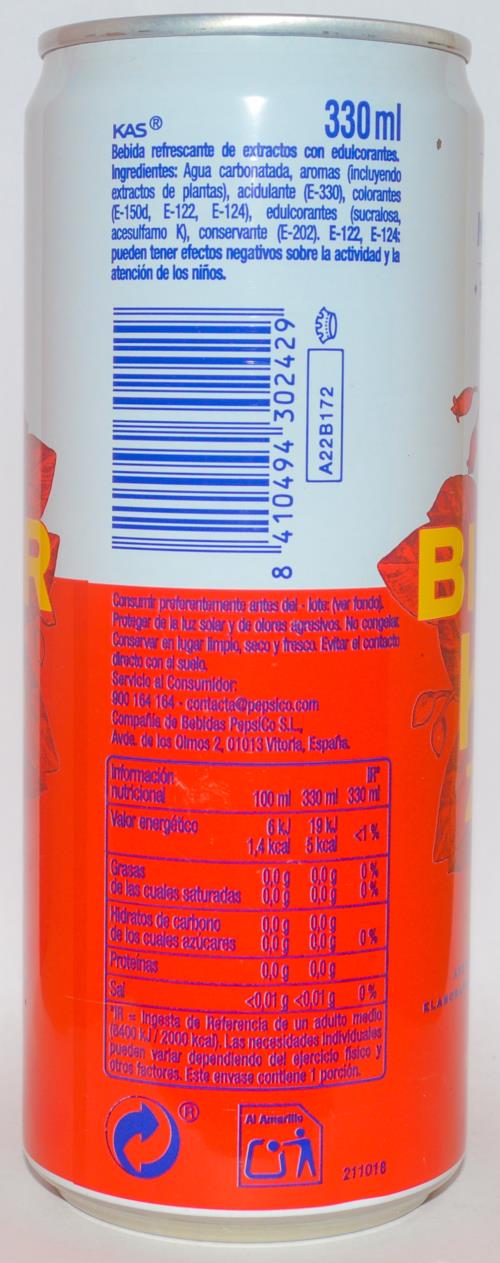 KAS® 330 ml
Bebida refrescante de extractos con edulcorantes.
Ingredientes: Agua carbonatada, aromas (incluyendo
extractos de plantas), acidulante (E-330), colorantes
(E-150d, E-122, E-124), edulcorantes (sucralosa,
acesulfamo K), conservante (E-202). E-122, E-124:
pueden tener efectos negativos sobre la actividad y la
atención de los niños.
8 410494 302429
A22B172
Consumir preferentemente antes del - lote: (ver fondo).
Proteger de la luz solar y de olores agresivos. No congelar.
Conservar en lugar limpio, seco y fresco. Evitar el contacto
directo con el suelo.
Servicio al Consumidor:
900 164 164 - contacta@pepsico.com
Compañía de Bebidas PepsiCo S.L.,
Avda. de los Olmos 2, 01013 Vitoria, España.
Información IR*
nutricional 100 ml 330 ml 330 ml
Valor energético 6 kJ 19 kJ <1 %
1,4 kcal 5 kcal
Grasas 0,0 g 0,0 g 0 %
de las cuales saturadas 0,0 g 0,0 g 0 %
Hidratos de carbono 0,0 g 0,0 g
de los cuales azúcares 0,0 g 0,0 g 0 %
Proteínas 0,0 g 0,0 g
Sal <0,01 g <0,01 g 0 %
*IR = Ingesta de Referencia de un adulto medio
(8400 kJ / 2000 kcal). Las necesidades individuales
pueden variar dependiendo del ejercicio físico y
otros factores. Este envase contiene 1 porción.
®
Al Amarillo
211018
R
B